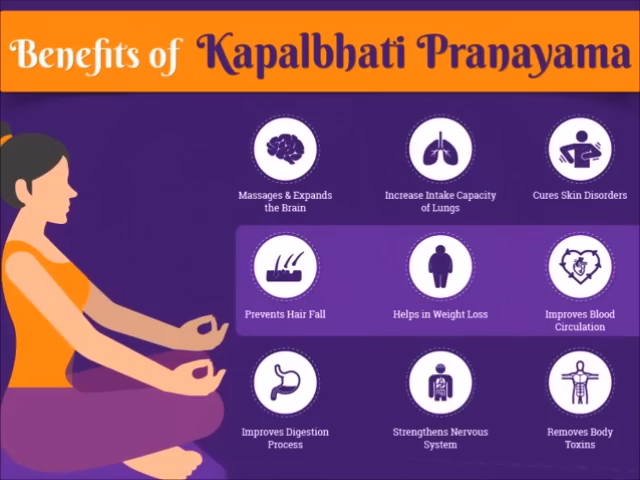 Benefits of Kapalbhati Pranayama
Massages & Expands
the Brain
Increase Intake Capacity
of Lungs
Cures Skin Disorders
Prevents Hair Fall
Helps in Weight Loss
Improves Blood
Circulation
Improves Digestion
Process
Strengthens Nervous
System
Removes Body
Toxins